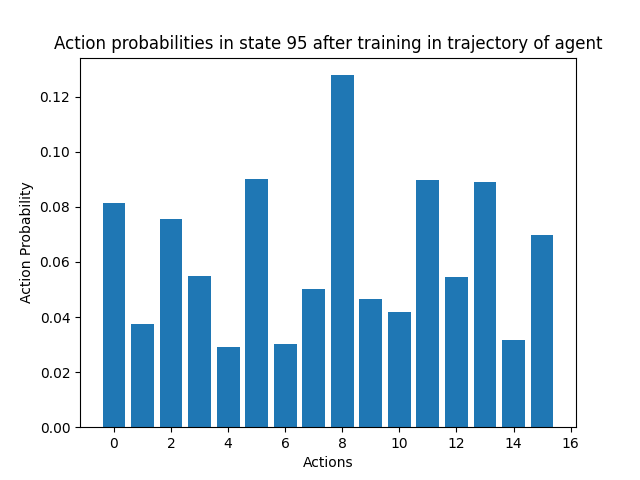 Action probabilities in state 95 after training in trajectory of agent
0.12
0.10
0.08
0.06
0.04
0.02
0.00
Action Probability
0 2 4 6 8 10 12 14 16
Actions